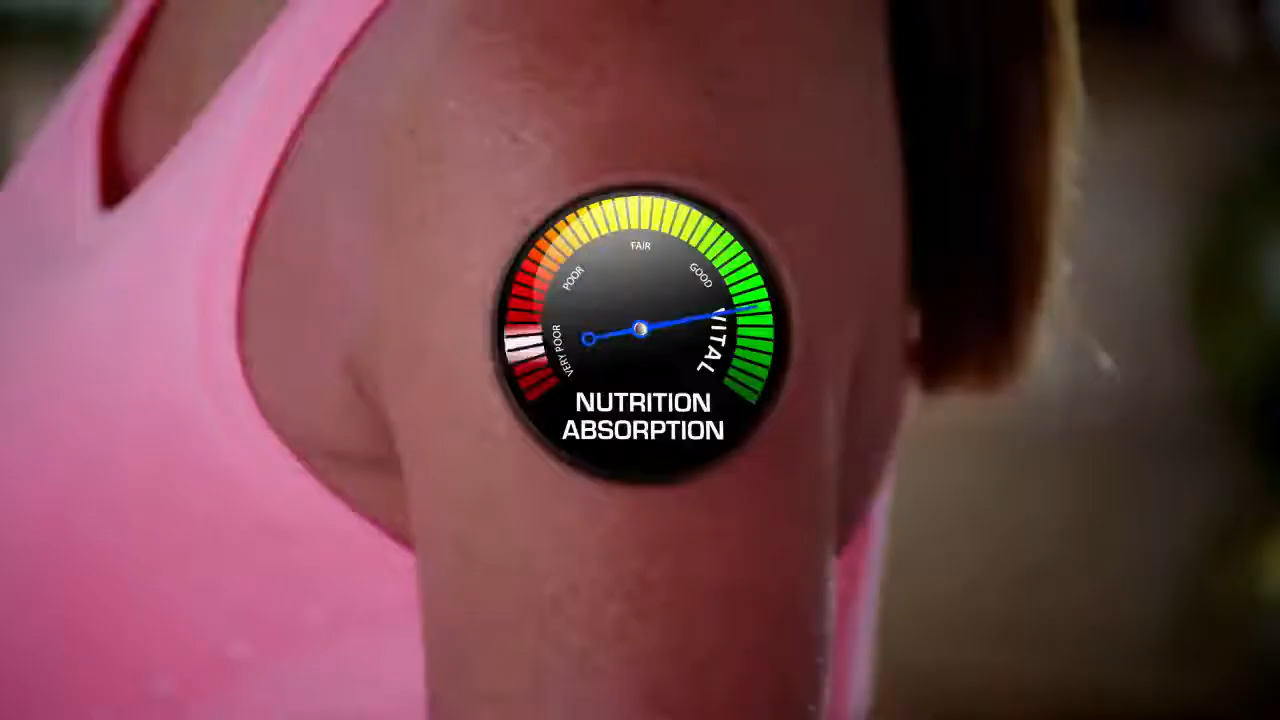 FAIR
POOR
GOOD
VERY POOR
VITAL
NUTRITION
ABSORPTION